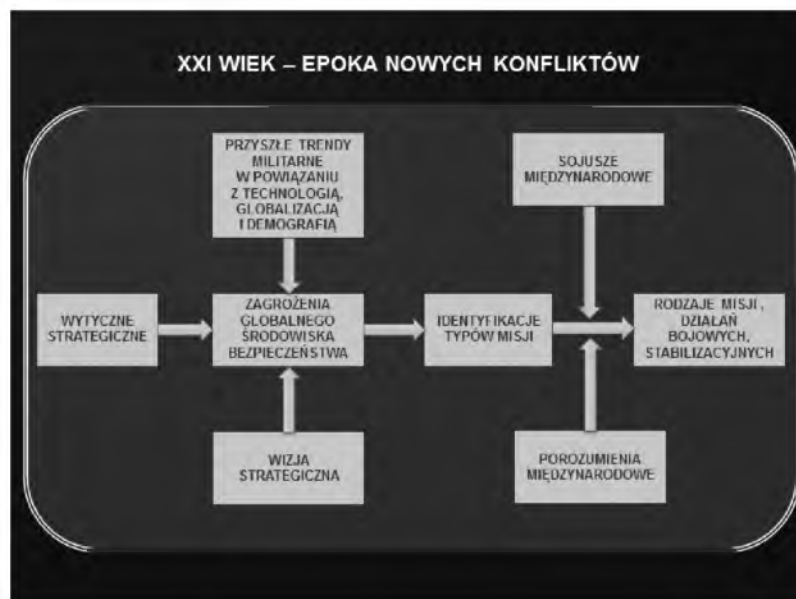 XXI WIEK – EPOKA NOWYCH KONFLIKTÓW
PRZYSZŁE TRENDY
MILITARNE
W POWIĄZANIU
Z TECHNOLOGIĄ,
GLOBALIZACJĄ
I DEMOGRAFIĄ
SOJUSZE
MIĘDZYNARODOWE
WYTYCZNE
STRATEGICZNE
ZAGROŻENIA
GLOBALNEGO
ŚRODOWISKA
BEZPIECZEŃSTWA
IDENTYFIKACJE
TYPÓW MISJI
RODZAJE MISJI ,
DZIAŁAŃ
BOJOWYCH,
STABILIZACYJNYCH
WIZJA
STRATEGICZNA
POROZUMIENIA
MIĘDZYNARODOWE